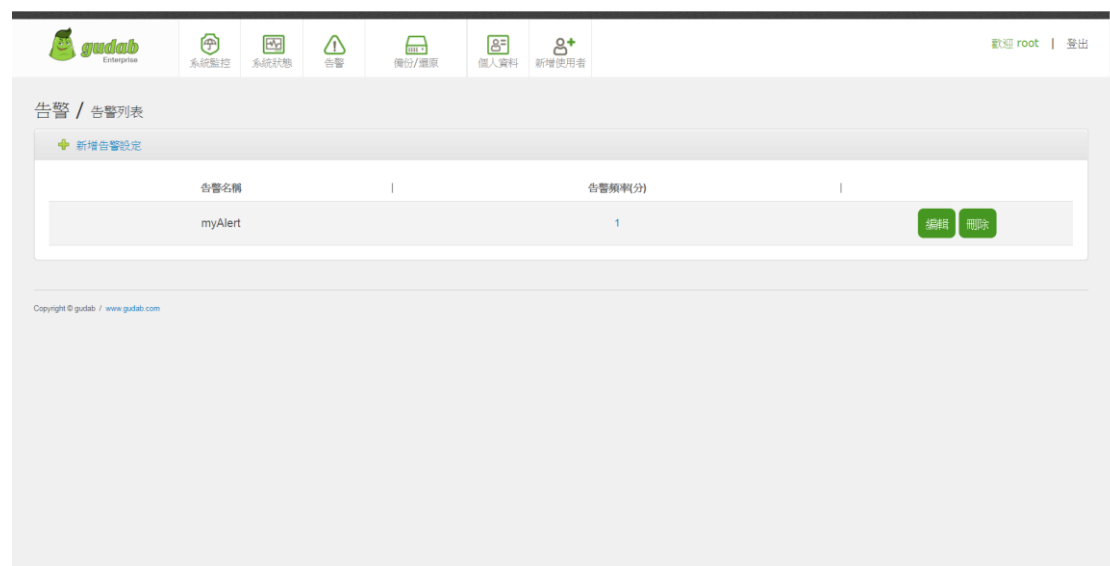 gudab
Enterprise
系統監控
系統狀態
告警
備份/還原
個人資料
新增使用者
歡迎 root | 登出
告警 / 告警列表
新增告警設定
告警名稱 | 告警頻率(分) |
myAlert 1 編輯 刪除
Copyright © gudab / www.gudab.com